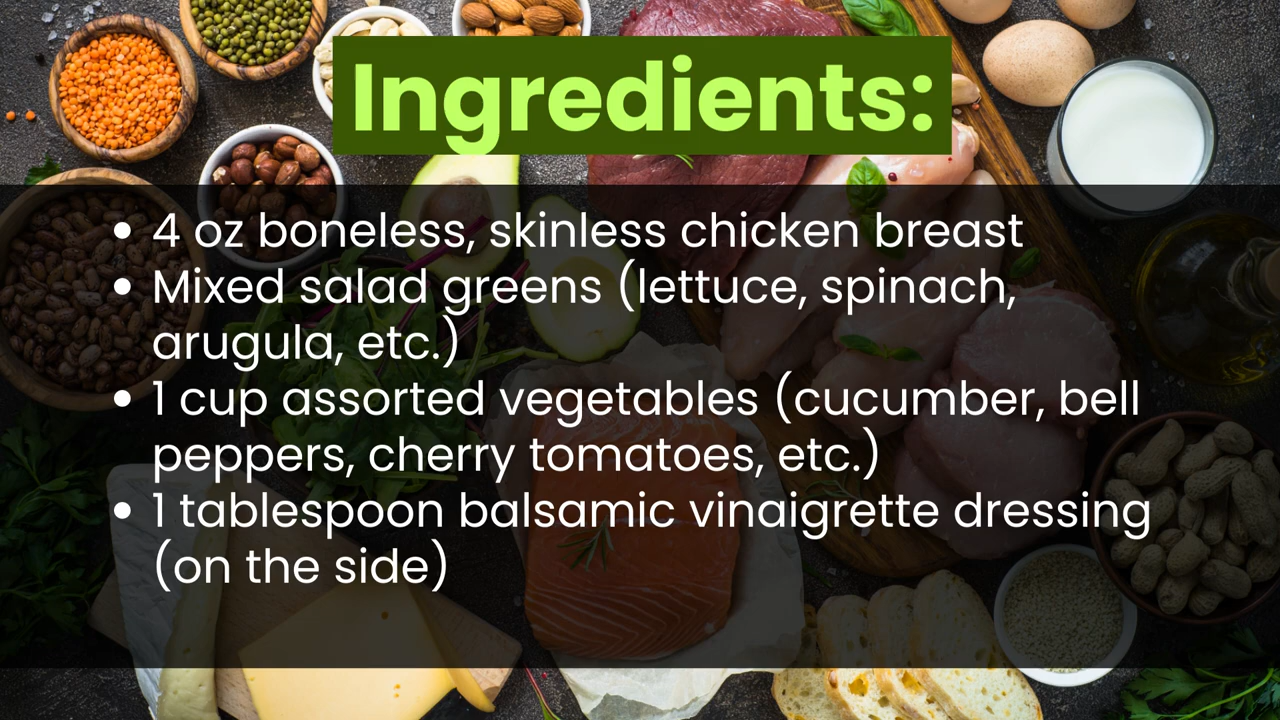 Ingredients:
• 4 oz boneless, skinless chicken breast
• Mixed salad greens (lettuce, spinach,
arugula, etc.)
• 1 cup assorted vegetables (cucumber, bell
peppers, cherry tomatoes, etc.)
• 1 tablespoon balsamic vinaigrette dressing
(on the side)